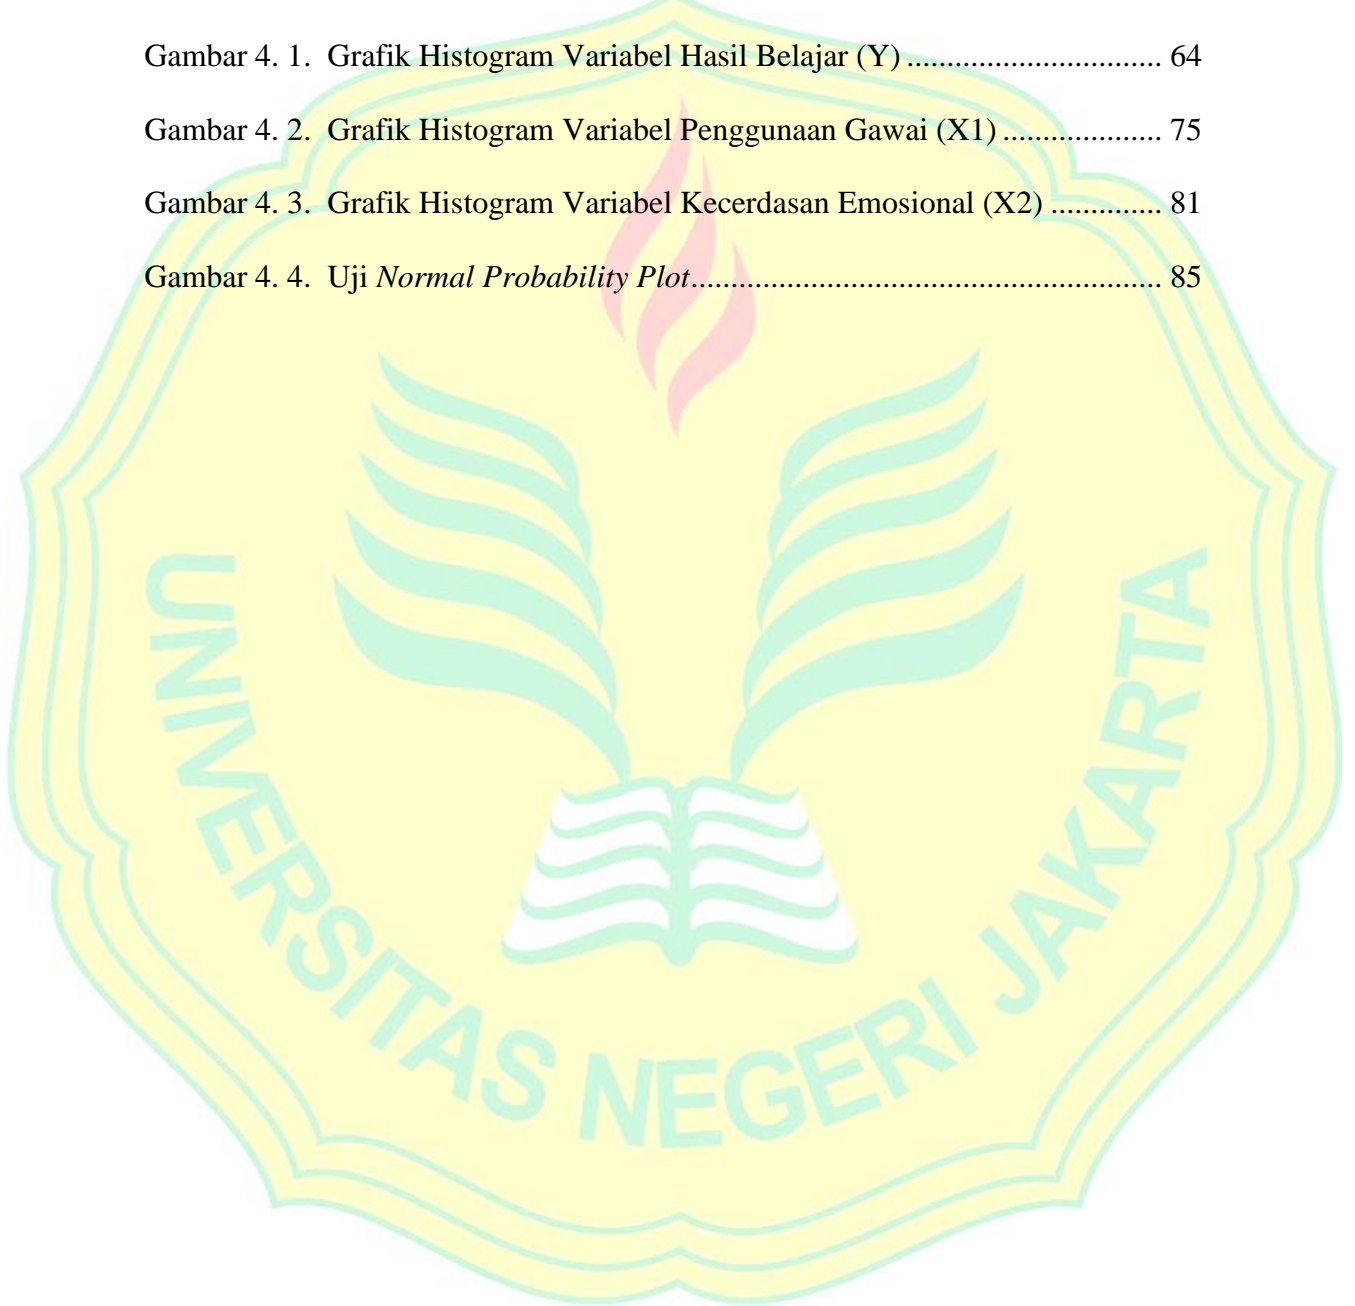 Gambar 4. 1. Grafik Histogram Variabel Hasil Belajar (Y) ............................... 64
Gambar 4. 2. Grafik Histogram Variabel Penggunaan Gawai (X1) ................... 75
Gambar 4. 3. Grafik Histogram Variabel Kecerdasan Emosional (X2) .............. 81
Gambar 4. 4. Uji Normal Probability Plot.......................................................... 85
UNIVERSITAS NEGERI JAKARTA